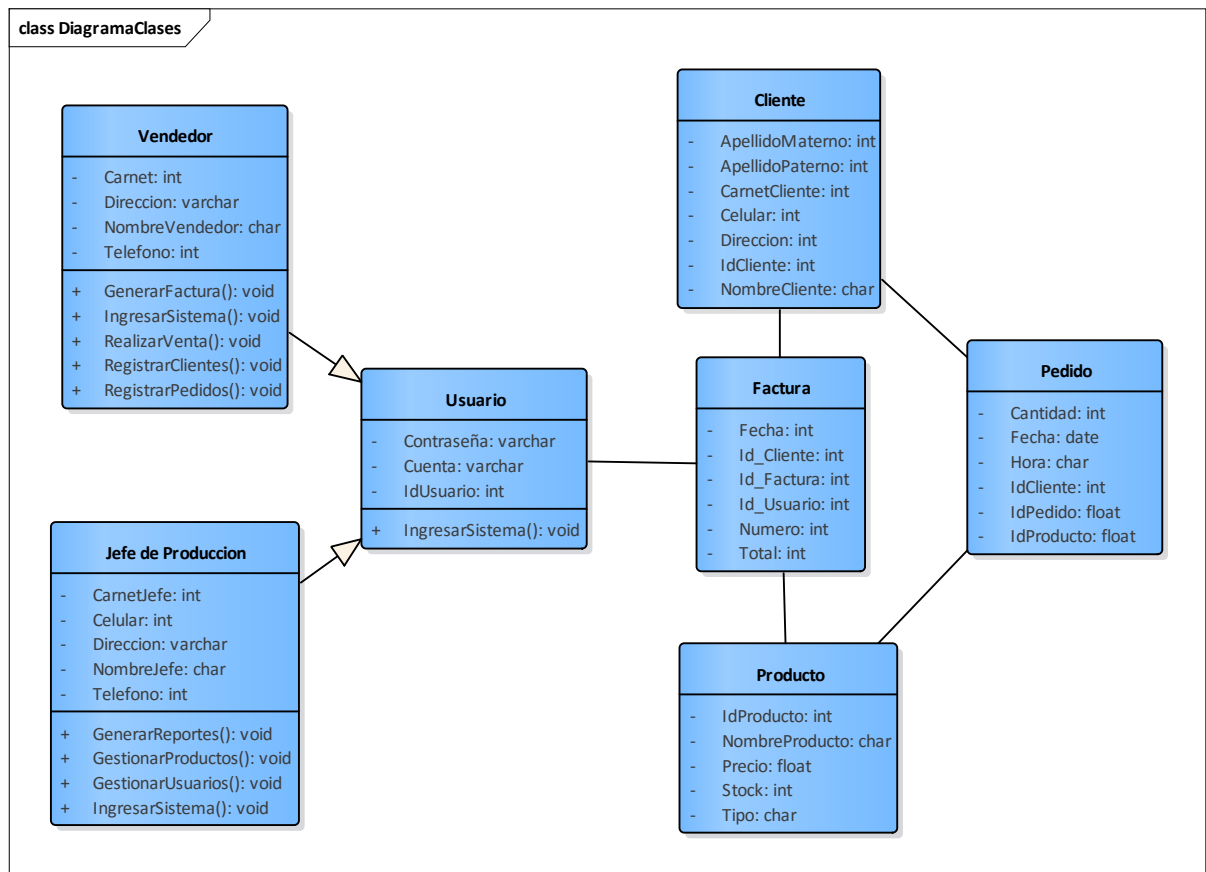 class DiagramaClases
Vendedor
- Carnet: int
- Direccion: varchar
- NombreVendedor: char
- Telefono: int
+ GenerarFactura(): void
+ IngresarSistema(): void
+ RealizarVenta(): void
+ RegistrarClientes(): void
+ RegistrarPedidos(): void
Jefe de Produccion
- CarnetJefe: int
- Celular: int
- Direccion: varchar
- NombreJefe: char
- Telefono: int
+ GenerarReportes(): void
+ GestionarProductos(): void
+ GestionarUsuarios(): void
+ IngresarSistema(): void
Usuario
- Contraseña: varchar
- Cuenta: varchar
- IdUsuario: int
+ IngresarSistema(): void
Cliente
- ApellidoMaterno: int
- ApellidoPaterno: int
- CarnetCliente: int
- Celular: int
- Direccion: int
- IdCliente: int
- NombreCliente: char
Factura
- Fecha: int
- Id_Cliente: int
- Id_Factura: int
- Id_Usuario: int
- Numero: int
- Total: int
Pedido
- Cantidad: int
- Fecha: date
- Hora: char
- IdCliente: int
- IdPedido: float
- IdProducto: float
Producto
- IdProducto: int
- NombreProducto: char
- Precio: float
- Stock: int
- Tipo: char